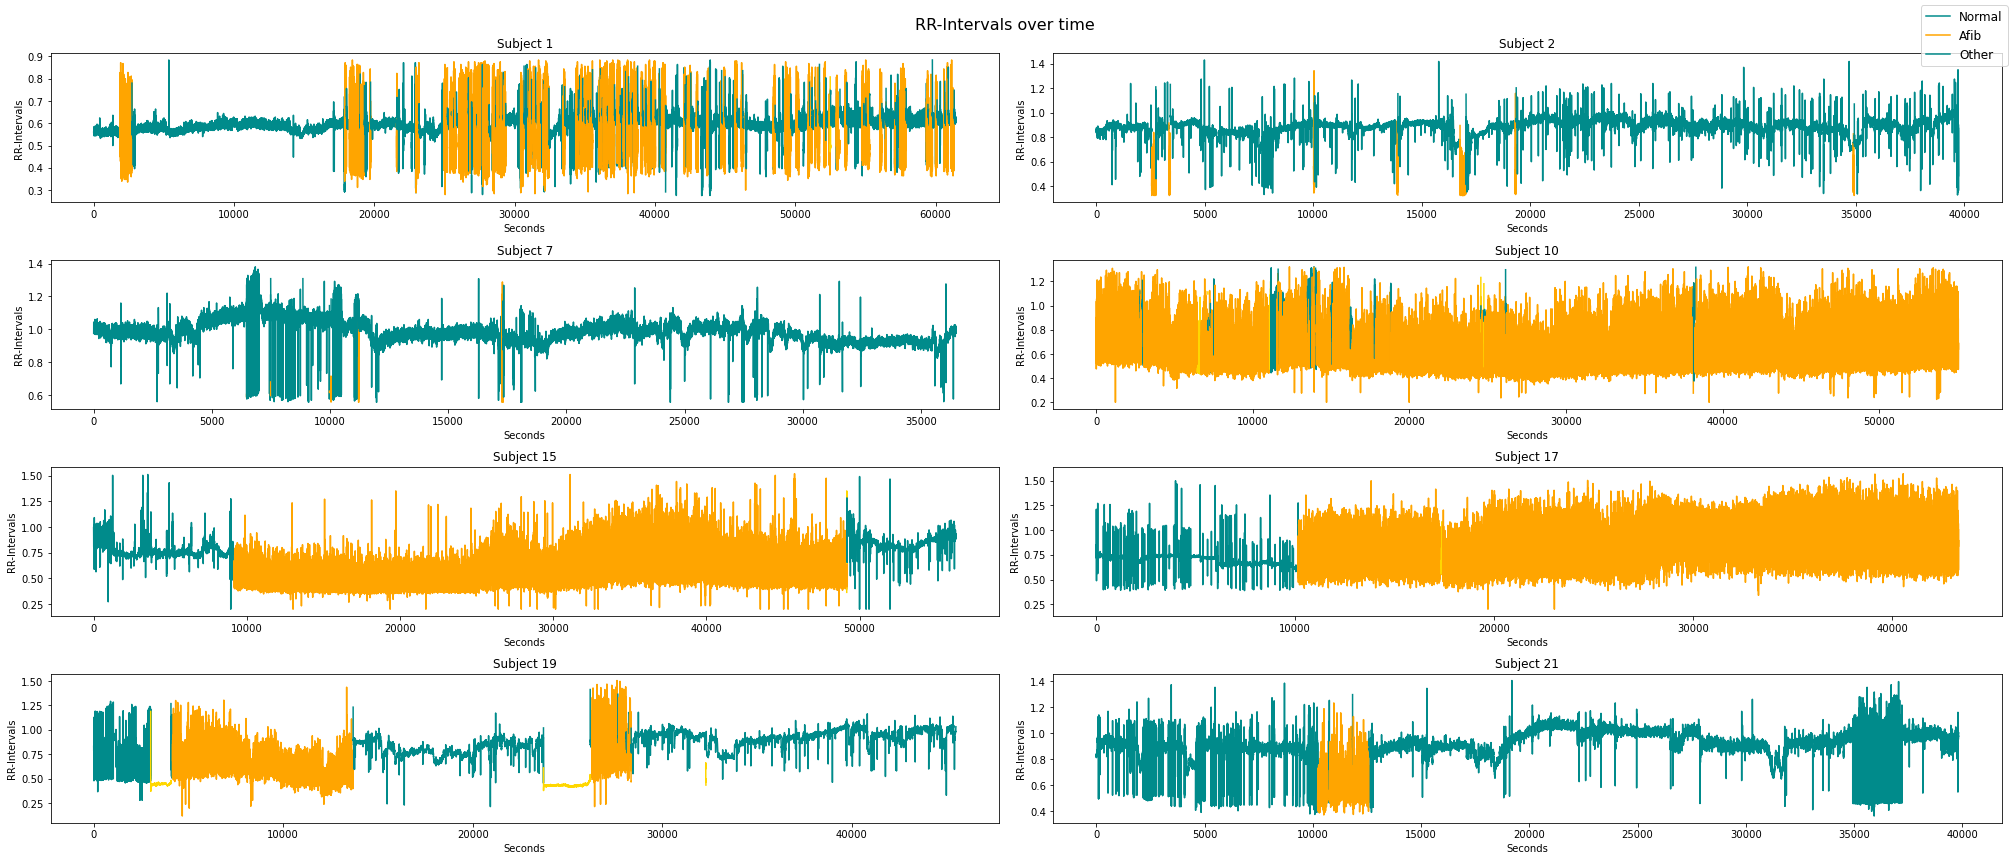 RR-Intervals over time
Normal
Afib
Other
Subject 1
RR-Intervals
0.9
0.8
0.7
0.6
0.5
0.4
0.3
0 10000 20000 30000 40000 50000 60000
Seconds
Subject 2
RR-Intervals
1.4
1.2
1.0
0.8
0.6
0.4
0 5000 10000 15000 20000 25000 30000 35000 40000
Seconds
Subject 7
RR-Intervals
1.4
1.2
1.0
0.8
0.6
0 5000 10000 15000 20000 25000 30000 35000
Seconds
Subject 10
RR-Intervals
1.2
1.0
0.8
0.6
0.4
0.2
0 10000 20000 30000 40000 50000
Seconds
Subject 15
RR-Intervals
1.50
1.25
1.00
0.75
0.50
0.25
0 10000 20000 30000 40000 50000
Seconds
Subject 17
RR-Intervals
1.50
1.25
1.00
0.75
0.50
0.25
0 10000 20000 30000 40000
Seconds
Subject 19
RR-Intervals
1.50
1.25
1.00
0.75
0.50
0.25
0 10000 20000 30000 40000
Seconds
Subject 21
RR-Intervals
1.4
1.2
1.0
0.8
0.6
0.4
0 5000 10000 15000 20000 25000 30000 35000 40000
Seconds